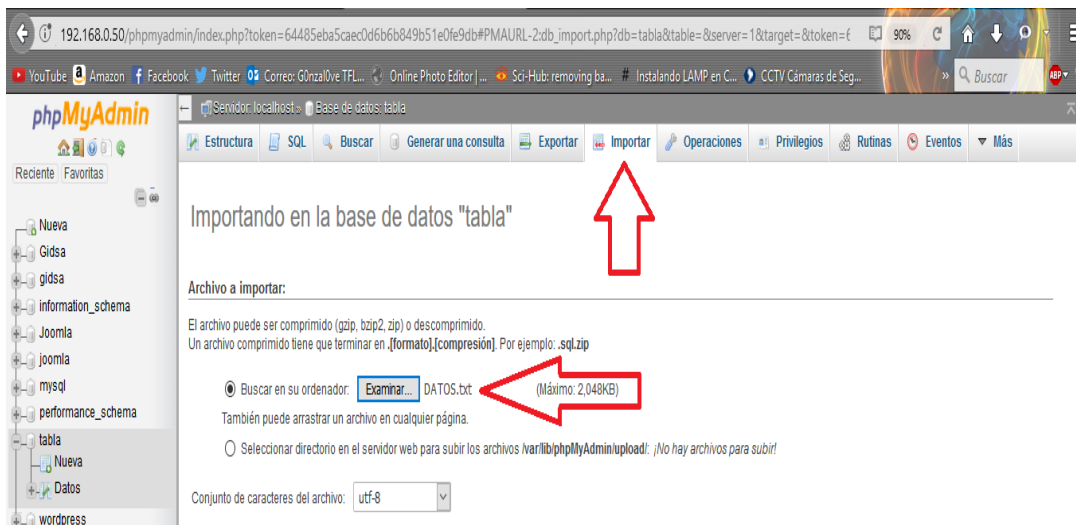 192.168.0.50/phpmyadmin/index.php?token=64485eba5caec0d6b6b849b51e0fe9db#PMAURL-2:db_import.php?db=tabla&table=&server=1&target=&token=6 90%
YouTube Amazon Facebook Twitter Correo: G0nzal0ve TFL... Online Photo Editor | ... Sci-Hub: removing ba... # Instalando LAMP en C... CCTV Cámaras de Seg... » Buscar ABP
phpMyAdmin
Reciente Favoritas
Nueva
Gidsa
gidsa
information_schema
Joomla
joomla
mysql
performance_schema
tabla
Nueva
Datos
wordpress
Servidor: localhost » Base de datos: tabla
Estructura SQL Buscar Generar una consulta Exportar Importar Operaciones Privilegios Rutinas Eventos Más
Importando en la base de datos "tabla"
Archivo a importar:
El archivo puede ser comprimido (gzip, bzip2, zip) o descomprimido.
Un archivo comprimido tiene que terminar en .[formato].[compresión]. Por ejemplo: .sql.zip
Buscar en su ordenador: Examinar... DATOS.txt (Máximo: 2,048KB)
También puede arrastrar un archivo en cualquier página.
Seleccionar directorio en el servidor web para subir los archivos /var/lib/phpMyAdmin/upload/: ¡No hay archivos para subir!
Conjunto de caracteres del archivo: utf-8